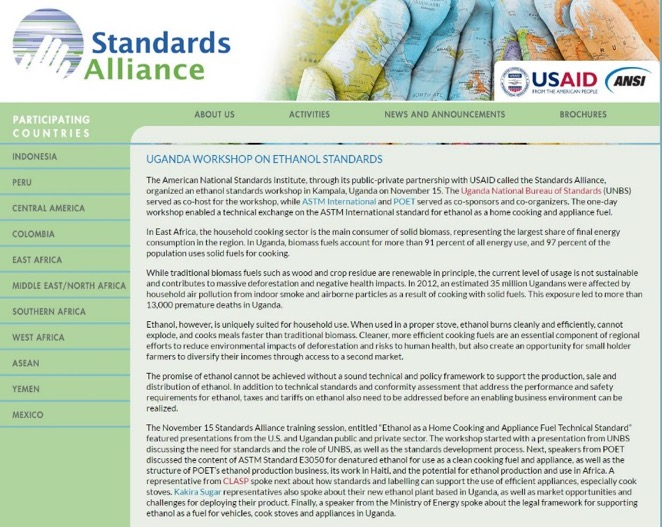 Standards
Alliance
USAID
FROM THE AMERICAN PEOPLE
ANSI
PARTICIPATING
COUNTRIES
ABOUT US
ACTIVITIES
NEWS AND ANNOUNCEMENTS
BROCHURES
INDONESIA
PERU
CENTRAL AMERICA
COLOMBIA
EAST AFRICA
MIDDLE EAST/NORTH AFRICA
SOUTHERN AFRICA
WEST AFRICA
ASEAN
YEMEN
MEXICO
UGANDA WORKSHOP ON ETHANOL STANDARDS
The American National Standards Institute, through its public-private partnership with USAID called the Standards Alliance,
organized an ethanol standards workshop in Kampala, Uganda on November 15. The Uganda National Bureau of Standards (UNBS)
served as co-host for the workshop, while ASTM International and POET served as co-sponsors and co-organizers. The one-day
workshop enabled a technical exchange on the ASTM International standard for ethanol as a home cooking and appliance fuel.
In East Africa, the household cooking sector is the main consumer of solid biomass, representing the largest share of final energy
consumption in the region. In Uganda, biomass fuels account for more than 91 percent of all energy use, and 97 percent of the
population uses solid fuels for cooking.
While traditional biomass fuels such as wood and crop residue are renewable in principle, the current level of usage is not sustainable
and contributes to massive deforestation and negative health impacts. In 2012, an estimated 35 million Ugandans were affected by
household air pollution from indoor smoke and airborne particles as a result of cooking with solid fuels. This exposure led to more than
13,000 premature deaths in Uganda.
Ethanol, however, is uniquely suited for household use. When used in a proper stove, ethanol burns cleanly and efficiently, cannot
explode, and cooks meals faster than traditional biomass. Cleaner, more efficient cooking fuels are an essential component of regional
efforts to reduce environmental impacts of deforestation and risks to human health, but also create an opportunity for small holder
farmers to diversify their incomes through access to a second market.
The promise of ethanol cannot be achieved without a sound technical and policy framework to support the production, sale and
distribution of ethanol. In addition to technical standards and conformity assessment that address the performance and safety
requirements for ethanol, taxes and tariffs on ethanol also need to be addressed before an enabling business environment can be
realized.
The November 15 Standards Alliance training session, entitled "Ethanol as a Home Cooking and Appliance Fuel Technical Standard"
featured presentations from the U.S. and Ugandan public and private sector. The workshop started with a presentation from UNBS
discussing the need for standards and the role of UNBS, as well as the standards development process. Next, speakers from POET
discussed the content of ASTM Standard E3050 for denatured ethanol for use as a clean cooking fuel and appliance, as well as the
structure of POET's ethanol production business, its work in Haiti, and the potential for ethanol production and use in Africa. A
representative from CLASP spoke next about how standards and labelling can support the use of efficient appliances, especially cook
stoves. Kakira Sugar representatives also spoke about their new ethanol plant based in Uganda, as well as market opportunities and
challenges for deploying their product. Finally, a speaker from the Ministry of Energy spoke about the legal framework for supporting
ethanol as a fuel for vehicles, cook stoves and appliances in Uganda.